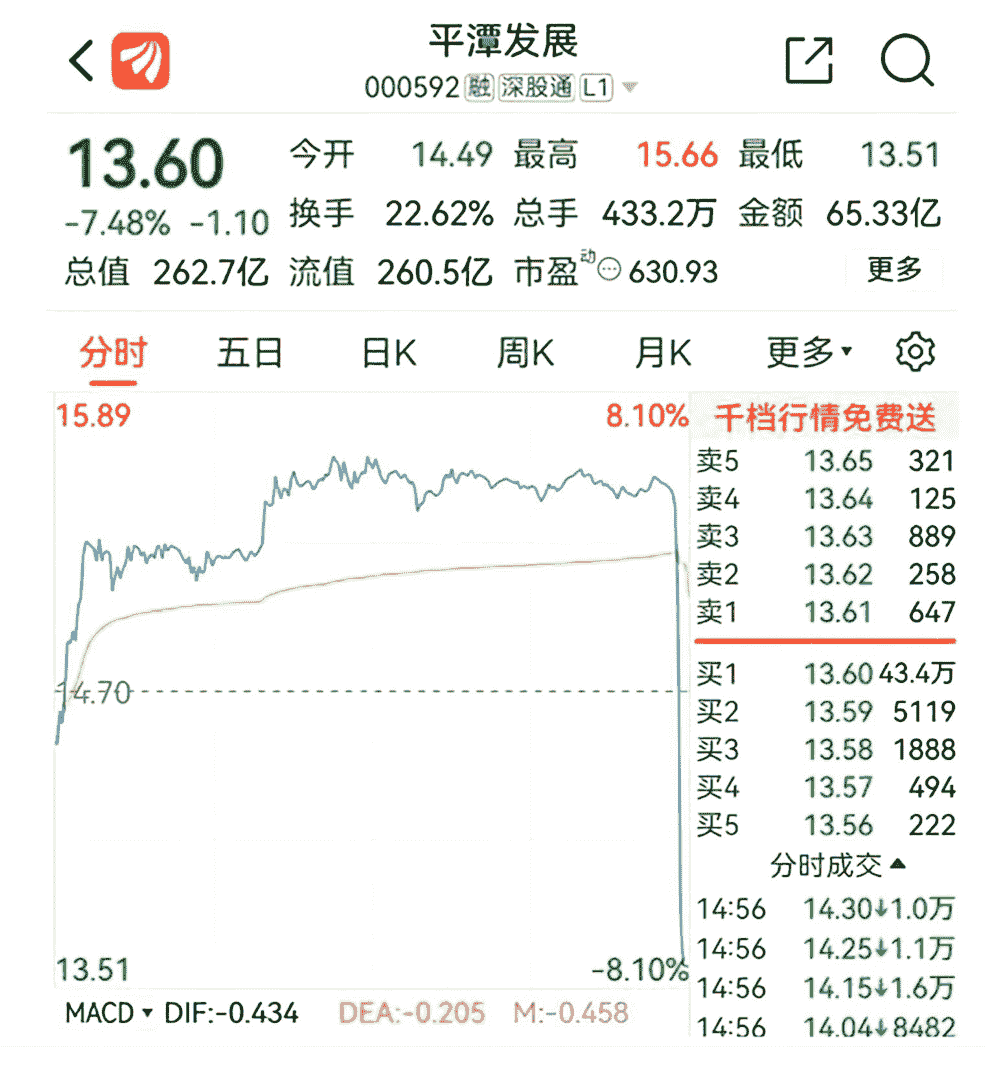 平潭发展
000592 融 深股通 L1
13.60 今开 14.49 最高 15.66 最低 13.51
-7.48% -1.10 换手 22.62% 总手 433.2万 金额 65.33亿
总值 262.7亿 流值 260.5亿 市盈动 630.93 更多
分时 五日 日K 周K 月K 更多
15.89 8.10%
14.70
13.51 -8.10%
MACD DIF:-0.434 DEA:-0.205 M:-0.458
千档行情免费送
卖5 13.65 321
卖4 13.64 125
卖3 13.63 889
卖2 13.62 258
卖1 13.61 647
买1 13.60 43.4万
买2 13.59 5119
买3 13.58 1888
买4 13.57 494
买5 13.56 222
分时成交
14:56 14.30↓1.0万
14:56 14.25↓1.1万
14:56 14.15↓1.6万
14:56 14.04↓8482